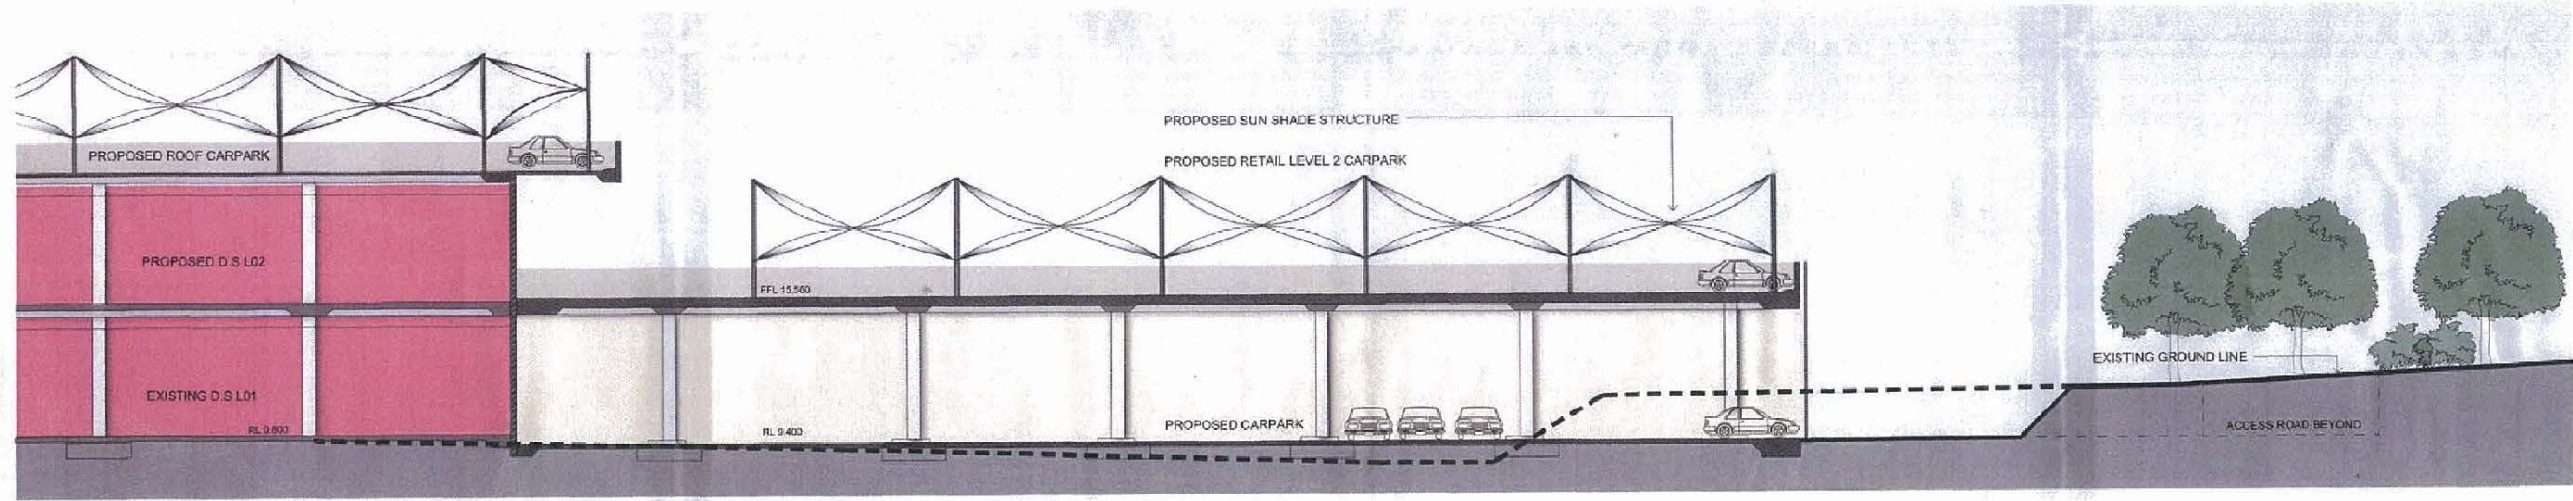 PROPOSED SUN SHADE STRUCTURE
PROPOSED ROOF CARPARK
PROPOSED RETAIL LEVEL 2 CARPARK
PROPOSED D.S L02
FFL 15.560
EXISTING GROUND LINE
EXISTING D.S L01
RL 9.800
RL 9.400
PROPOSED CARPARK
ACCESS ROAD BEYOND